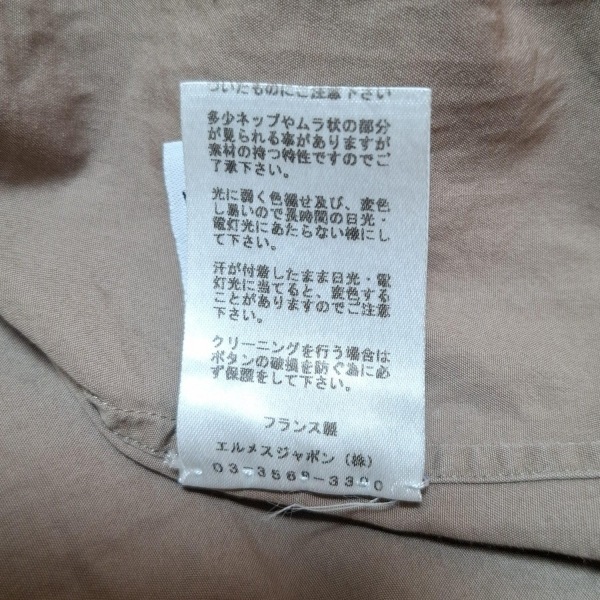 ついたものにご注意下さい
多少ネップやムラ状の部分
が見られる事がありますが
素材の持つ特性ですのでご
了承下さい。
光に弱く色褪せ及び、変色
し易いので長時間の日光・
電灯光にあたらない様にし
て下さい。
汗が付着したまま日光・電
灯光に当てると、変色する
ことがありますのでご注意
下さい。
クリーニングを行う場合は
ボタンの破損を防ぐ為に必
ず保護をして下さい。
フランス製
エルメスジャポン(株)
03-3569-3300